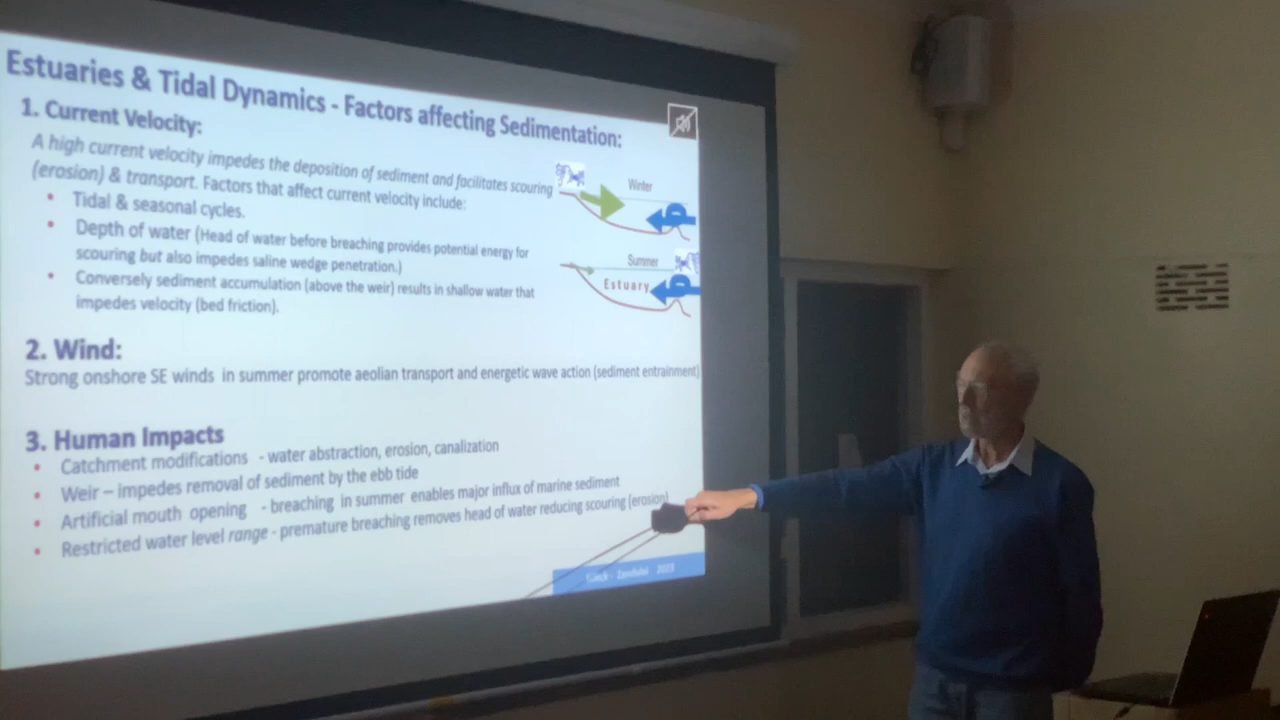 Estuaries & Tidal Dynamics - Factors affecting Sedimentation:
1. Current Velocity:
A high current velocity impedes the deposition of sediment and facilitates scouring
(erosion) & transport. Factors that affect current velocity include:
• Tidal & seasonal cycles.
• Depth of water (Head of water before breaching provides potential energy for
scouring but also impedes saline wedge penetration.)
• Conversely sediment accumulation (above the weir) results in shallow water that
impedes velocity (bed friction).
Winter
Summer
Estuary
2. Wind:
Strong onshore SE winds in summer promote aeolian transport and energetic wave action (sediment entrainment)
3. Human Impacts
• Catchment modifications - water abstraction, erosion, canalization
• Weir – impedes removal of sediment by the ebb tide
• Artificial mouth opening - breaching in summer enables major influx of marine sediment
• Restricted water level range - premature breaching removes head of water reducing scouring (erosion)
2023